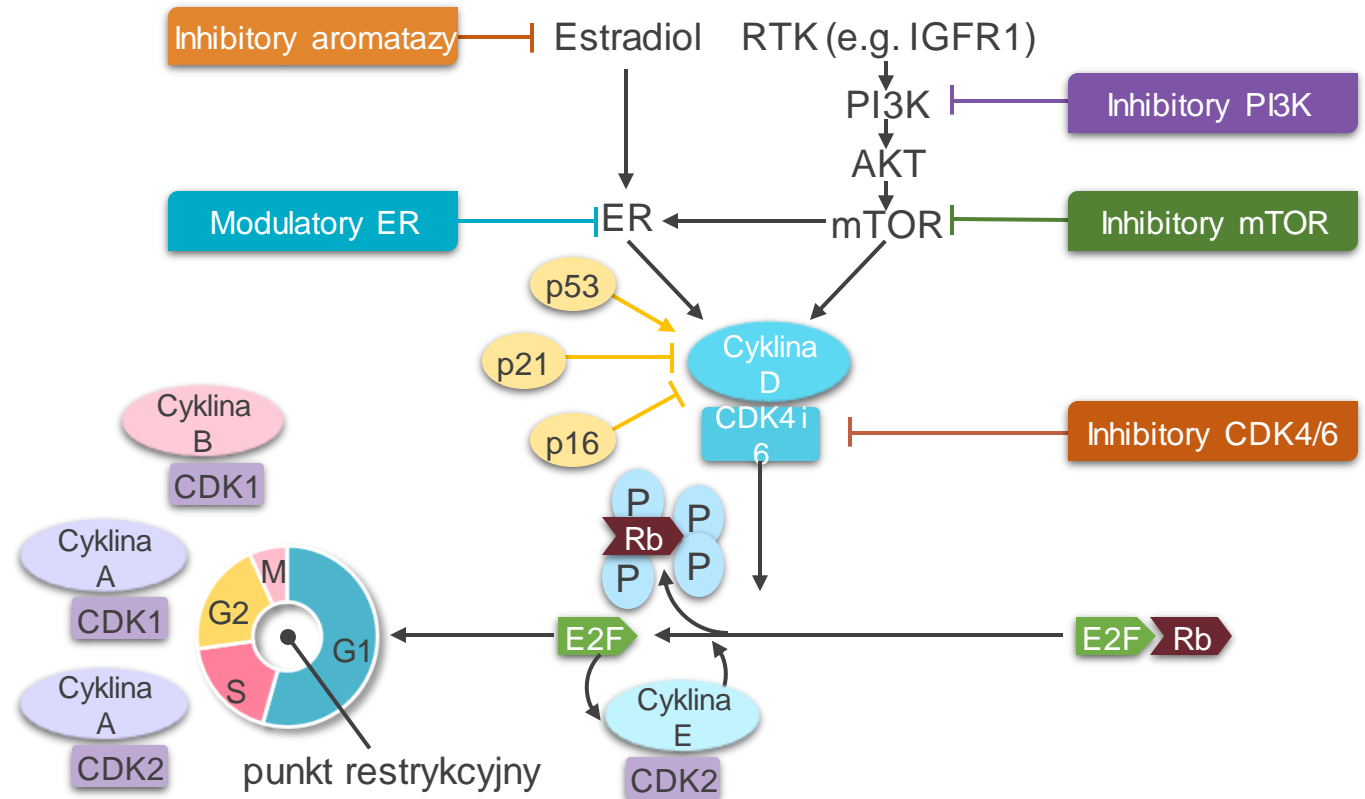 Inhibitory aromatazy
Estradiol
RTK (e.g. IGFR1)
PI3K
Inhibitory PI3K
AKT
Modulatory ER
ER
mTOR
Inhibitory mTOR
p53
p21
p16
Cyklina
D
CDK4 i
6
Inhibitory CDK4/6
Cyklina
B
CDK1
Cyklina
A
CDK1
Cyklina
A
CDK2
P
P
Rb
P
P
M
G2
G1
S
E2F
E2F
Rb
Cyklina
E
CDK2
punkt restrykcyjny